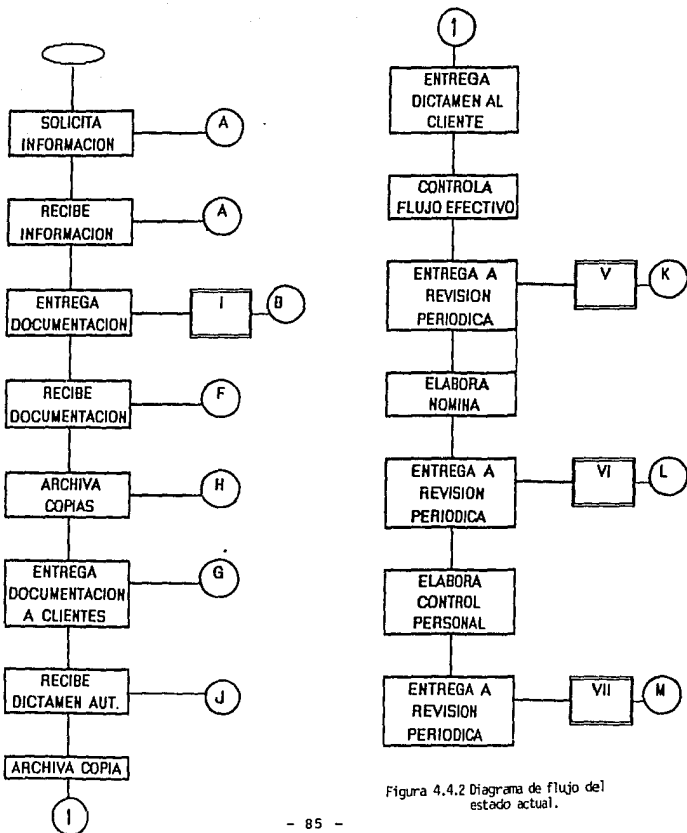 SOLICITA
INFORMACION
A
RECIBE
INFORMACION
A
ENTREGA
DOCUMENTACION
I
B
RECIBE
DOCUMENTACION
F
ARCHIVA
COPIAS
H
ENTREGA
DOCUMENTACION
A CLIENTES
G
RECIBE
DICTAMEN AUT.
J
ARCHIVA COPIA
1
1
ENTREGA
DICTAMEN AL
CLIENTE
CONTROLA
FLUJO EFECTIVO
ENTREGA A
REVISION
PERIODICA
V
K
ELABORA
NOMINA
ENTREGA A
REVISION
PERIODICA
VI
L
ELABORA
CONTROL
PERSONAL
ENTREGA A
REVISION
PERIODICA
VII
M
Figura 4.4.2 Diagrama de flujo del
estado actual.
- 85 -